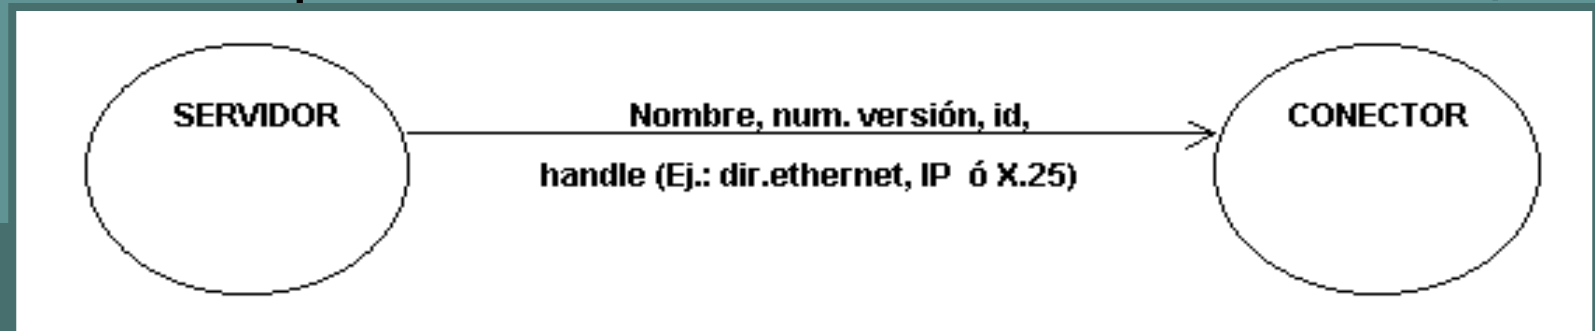 SERVIDOR
Nombre, num. versión, id,
handle (Ej.: dir.ethernet, IP ó X.25)
CONECTOR